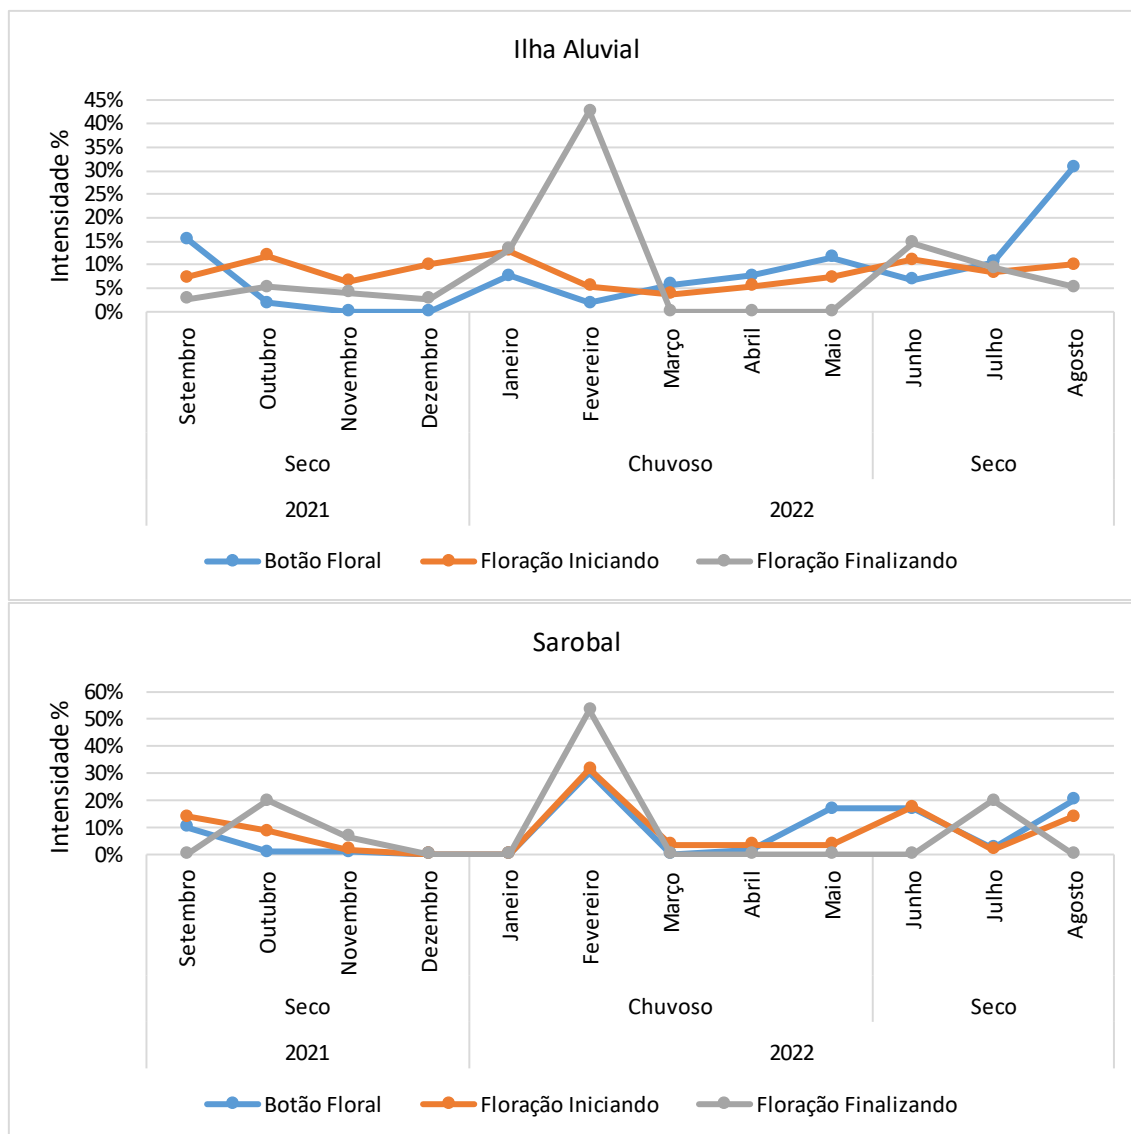 Ilha Aluvial
Intensidade %
45%
40%
35%
30%
25%
20%
15%
10%
5%
0%
Setembro Outubro Novembro Dezembro Janeiro Fevereiro Março Abril Maio Junho Julho Agosto
Seco Chuvoso Seco
2021 2022
Botão Floral Floração Iniciando Floração Finalizando
Sarobal
Intensidade %
60%
50%
40%
30%
20%
10%
0%
Setembro Outubro Novembro Dezembro Janeiro Fevereiro Março Abril Maio Junho Julho Agosto
Seco Chuvoso Seco
2021 2022
Botão Floral Floração Iniciando Floração Finalizando